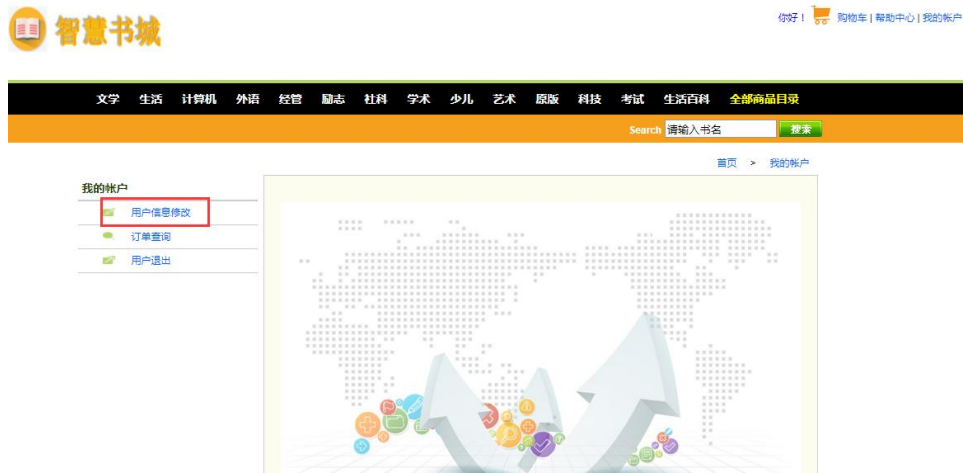 智慧书城
你好！ 购物车 | 帮助中心 | 我的帐户
文学 生活 计算机 外语 经管 励志 社科 学术 少儿 艺术 原版 科技 考试 生活百科 全部商品目录
Search 请输入书名 搜索
首页 > 我的帐户
我的帐户
用户信息修改
订单查询
用户退出